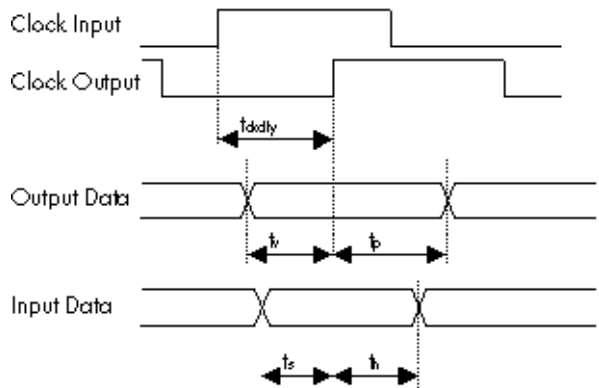 Clock Input
Clock Output
tclkdly
Output Data
tv
tp
Input Data
ts
th